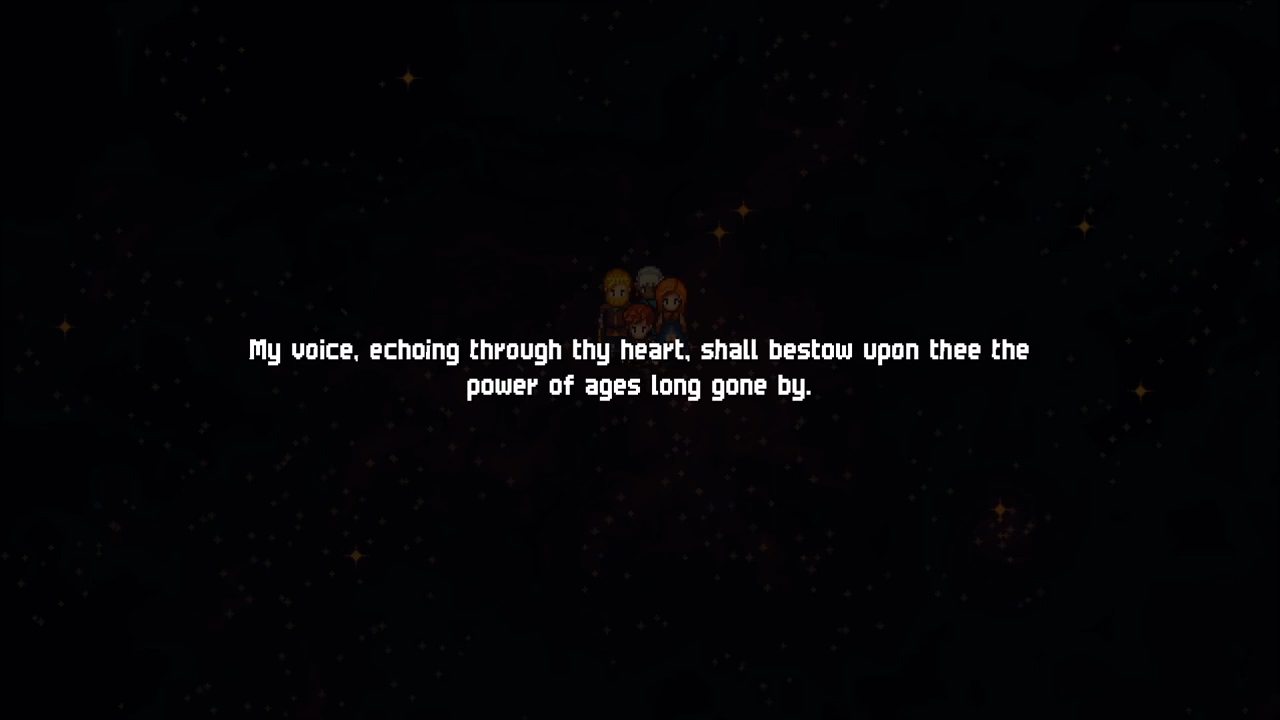 My voice, echoing through thy heart, shall bestow upon thee the
power of ages long gone by.